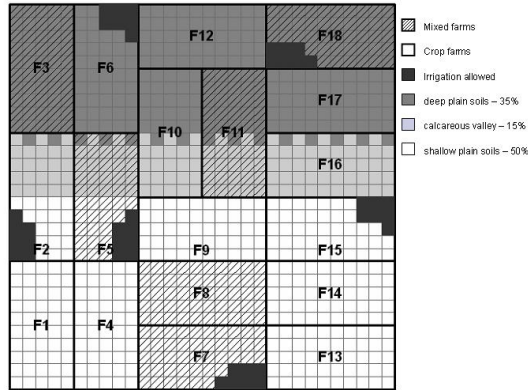 F12
F18
Mixed farms
Crop farms
F3
F6
Irrigation allowed
deep plain soils – 35%
F17
F10
F11
calcareous valley – 15%
shallow plain soils – 50%
F16
F2
F5
F9
F15
F8
F14
F1
F4
F7
F13